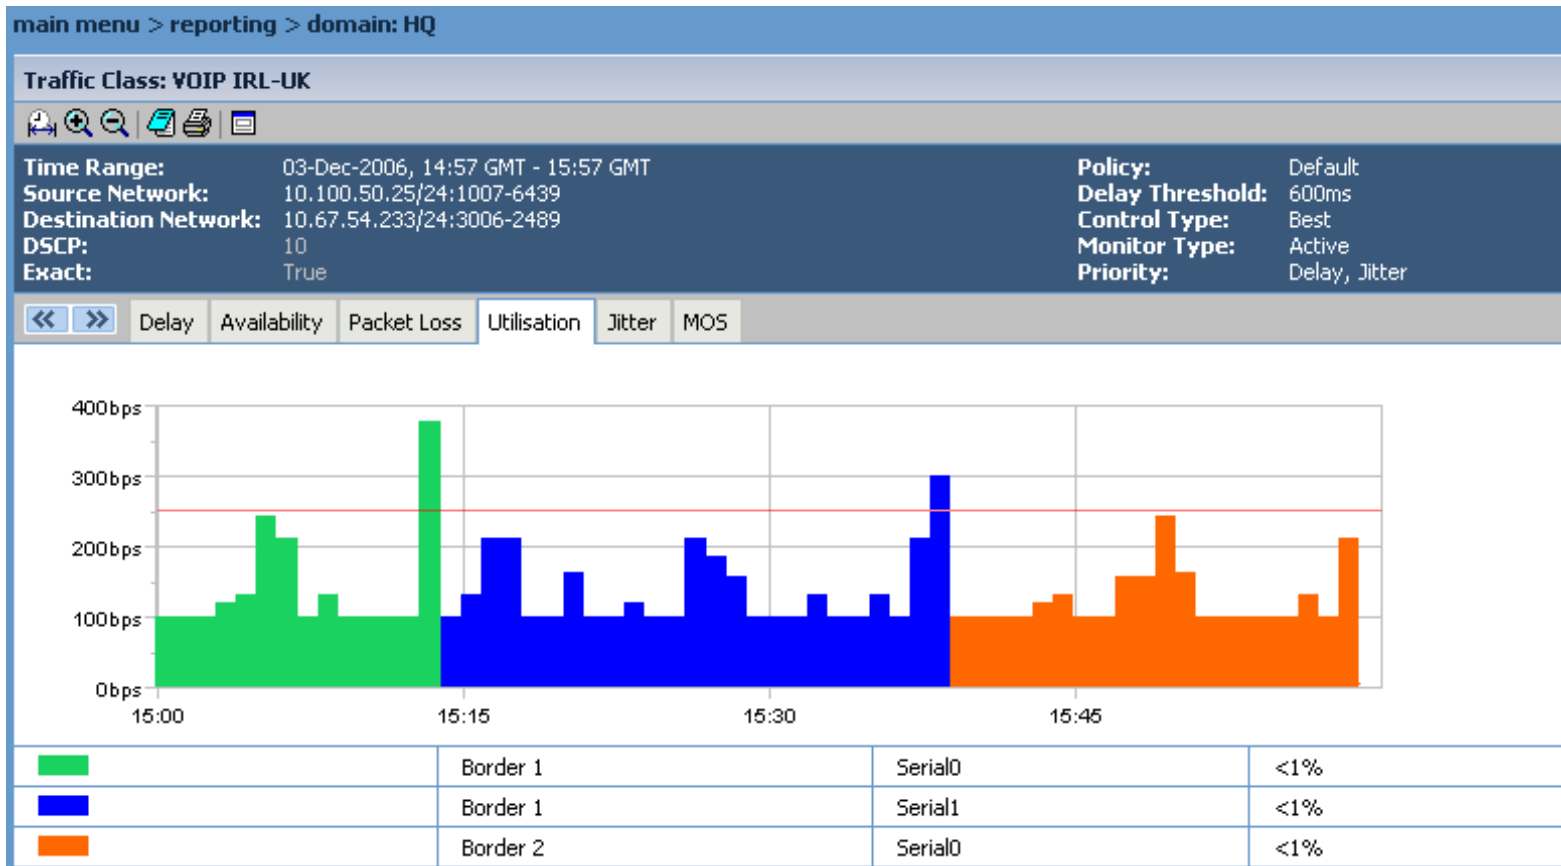 main menu > reporting > domain: HQ
Traffic Class: VOIP IRL-UK
Time Range: 03-Dec-2006, 14:57 GMT - 15:57 GMT Policy: Default
Source Network: 10.100.50.25/24:1007-6439 Delay Threshold: 600ms
Destination Network: 10.67.54.233/24:3006-2489 Control Type: Best
DSCP: 10 Monitor Type: Active
Exact: True Priority: Delay, Jitter
Delay Availability Packet Loss Utilisation Jitter MOS
400bps
300bps
200bps
100bps
0bps
15:00 15:15 15:30 15:45
Border 1 Serial0 <1%
Border 1 Serial1 <1%
Border 2 Serial0 <1%